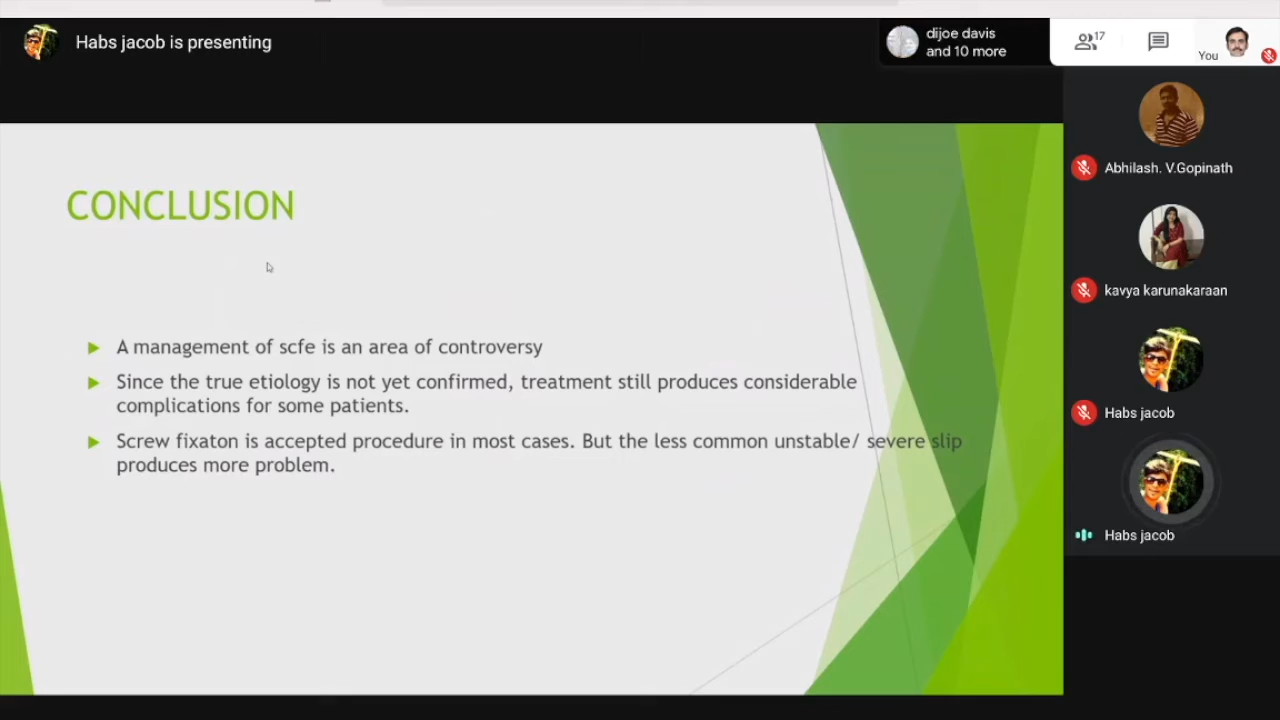 Habs jacob is presenting
dijoe davis
and 10 more
17
You
CONCLUSION
A management of scfe is an area of controversy
Since the true etiology is not yet confirmed, treatment still produces considerable
complications for some patients.
Screw fixaton is accepted procedure in most cases. But the less common unstable/ severe slip
produces more problem.
Abhilash. V.Gopinath
kavya karunakaraan
Habs jacob
Habs jacob